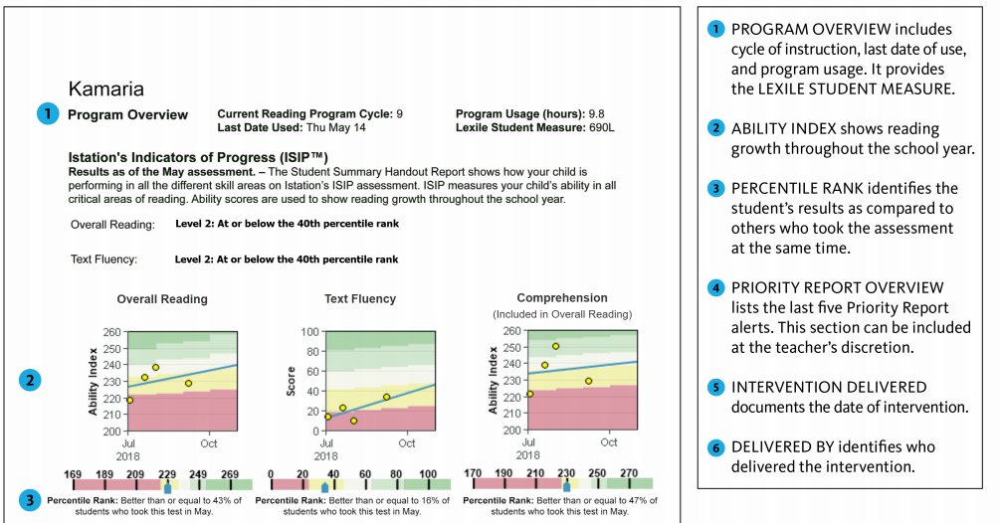 Kamaria
1 Program Overview
Current Reading Program Cycle: 9
Last Date Used: Thu May 14
Program Usage (hours): 9.8
Lexile Student Measure: 690L
Istation's Indicators of Progress (ISIP™)
Results as of the May assessment. – The Student Summary Handout Report shows how your child is
performing in all the different skill areas on Istation's ISIP assessment. ISIP measures your child's ability in all
critical areas of reading. Ability scores are used to show reading growth throughout the school year.
Overall Reading: Level 2: At or below the 40th percentile rank
Text Fluency: Level 2: At or below the 40th percentile rank
2
Overall Reading
Ability Index
260
250
240
230
220
210
200
Jul Oct
2018
Text Fluency
Score
100
80
60
40
20
0
Jul Oct
2018
Comprehension
(Included in Overall Reading)
Ability Index
260
250
240
230
220
210
200
Jul Oct
2018
3
169 189 209 229 249 269
Percentile Rank: Better than or equal to 43% of
students who took this test in May.
0 20 40 60 80 100
Percentile Rank: Better than or equal to 16% of
students who took this test in May.
170 190 210 230 250 270
Percentile Rank: Better than or equal to 47% of
students who took this test in May.
1 PROGRAM OVERVIEW includes
cycle of instruction, last date of use,
and program usage. It provides
the LEXILE STUDENT MEASURE.
2 ABILITY INDEX shows reading
growth throughout the school year.
3 PERCENTILE RANK identifies the
student's results as compared to
others who took the assessment
at the same time.
4 PRIORITY REPORT OVERVIEW
lists the last five Priority Report
alerts. This section can be included
at the teacher's discretion.
5 INTERVENTION DELIVERED
documents the date of intervention.
6 DELIVERED BY identifies who
delivered the intervention.